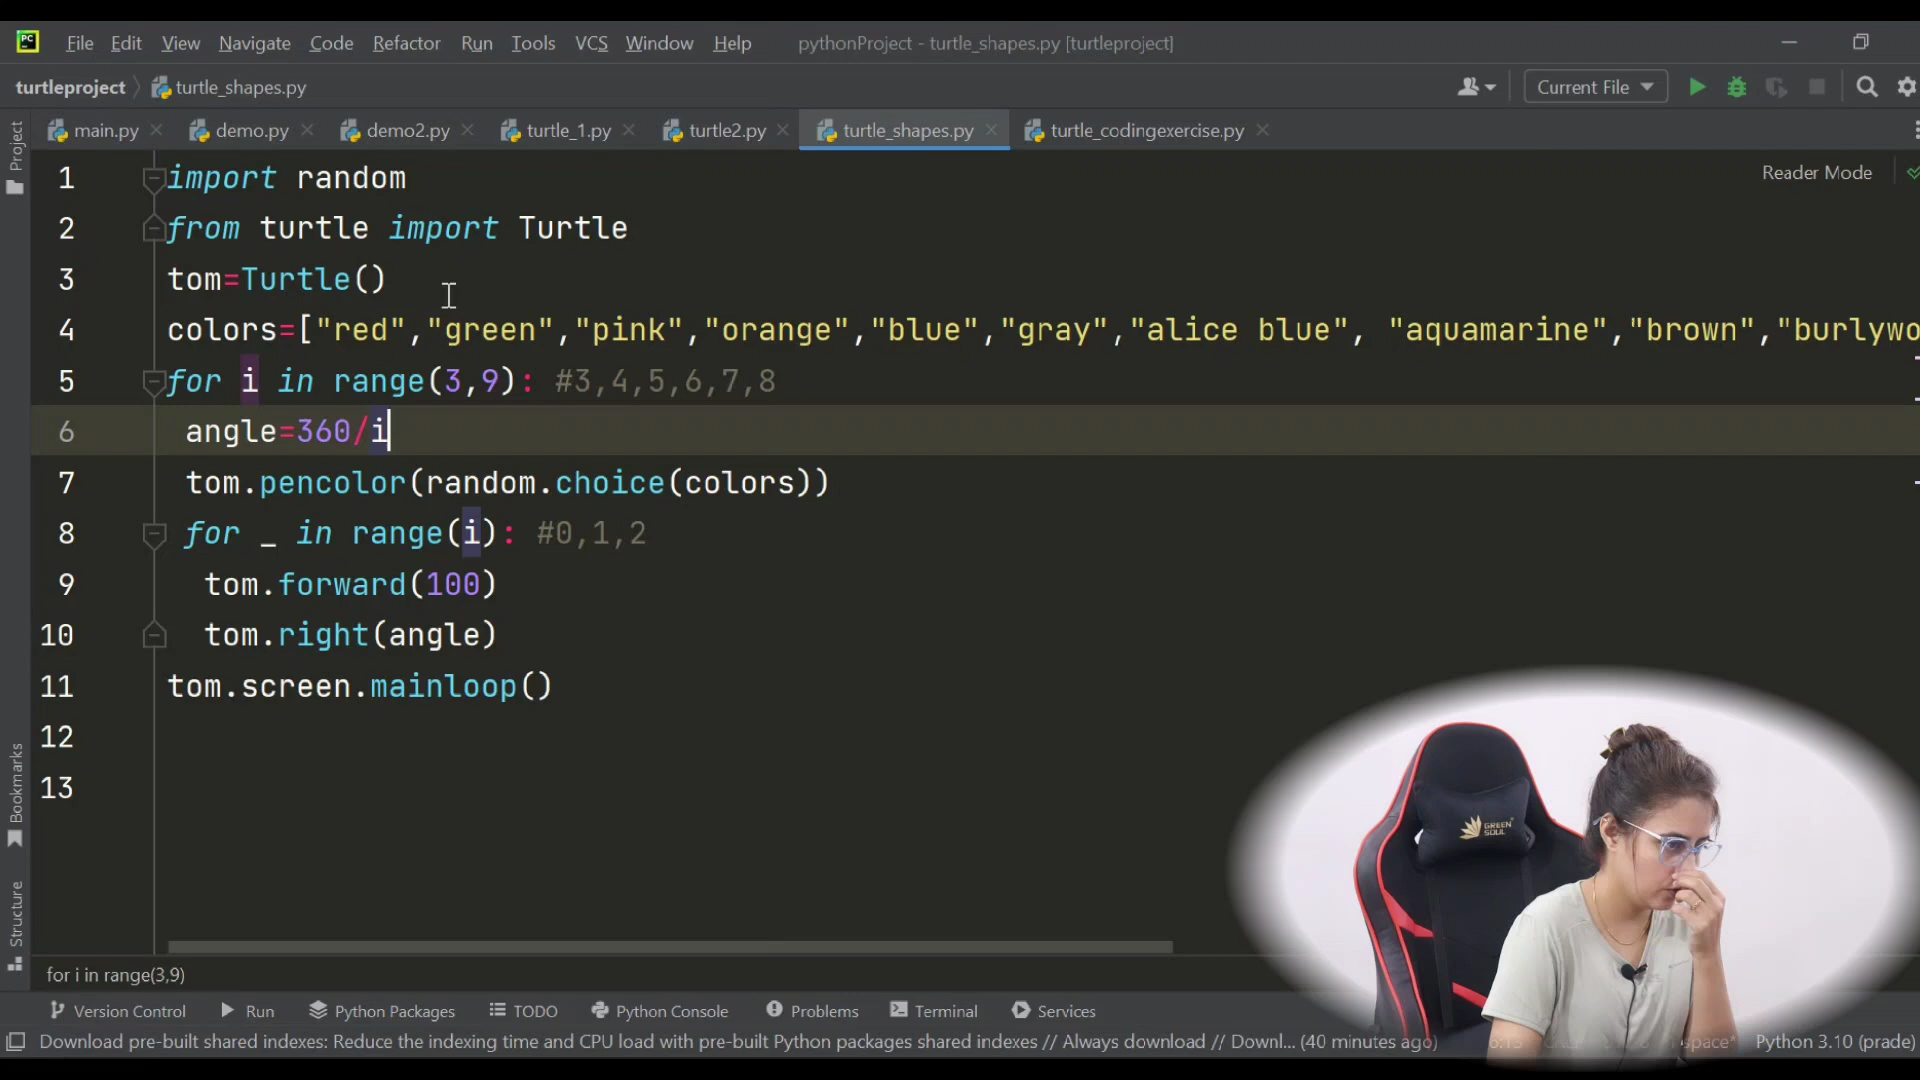 PC File Edit View Navigate Code Refactor Run Tools VCS Window Help pythonProject - turtle_shapes.py [turtleproject]
turtleproject turtle_shapes.py Current File
main.py demo.py demo2.py turtle_1.py turtle2.py turtle_shapes.py turtle_codingexercise.py
Project
Reader Mode
1 import random
2 from turtle import Turtle
3 tom=Turtle()
4 colors=["red","green","pink","orange","blue","gray","alice blue", "aquamarine","brown","burlywo
5 for i in range(3,9): #3,4,5,6,7,8
6 angle=360/i
7 tom.pencolor(random.choice(colors))
8 for _ in range(i): #0,1,2
9 tom.forward(100)
10 tom.right(angle)
11 tom.screen.mainloop()
12
13
Bookmarks
Structure
GREEN
SOUL
for i in range(3,9)
Version Control Run Python Packages TODO Python Console Problems Terminal Services
Download pre-built shared indexes: Reduce the indexing time and CPU load with pre-built Python packages shared indexes // Always download // Downl... (40 minutes ago) Python 3.10 (prade)